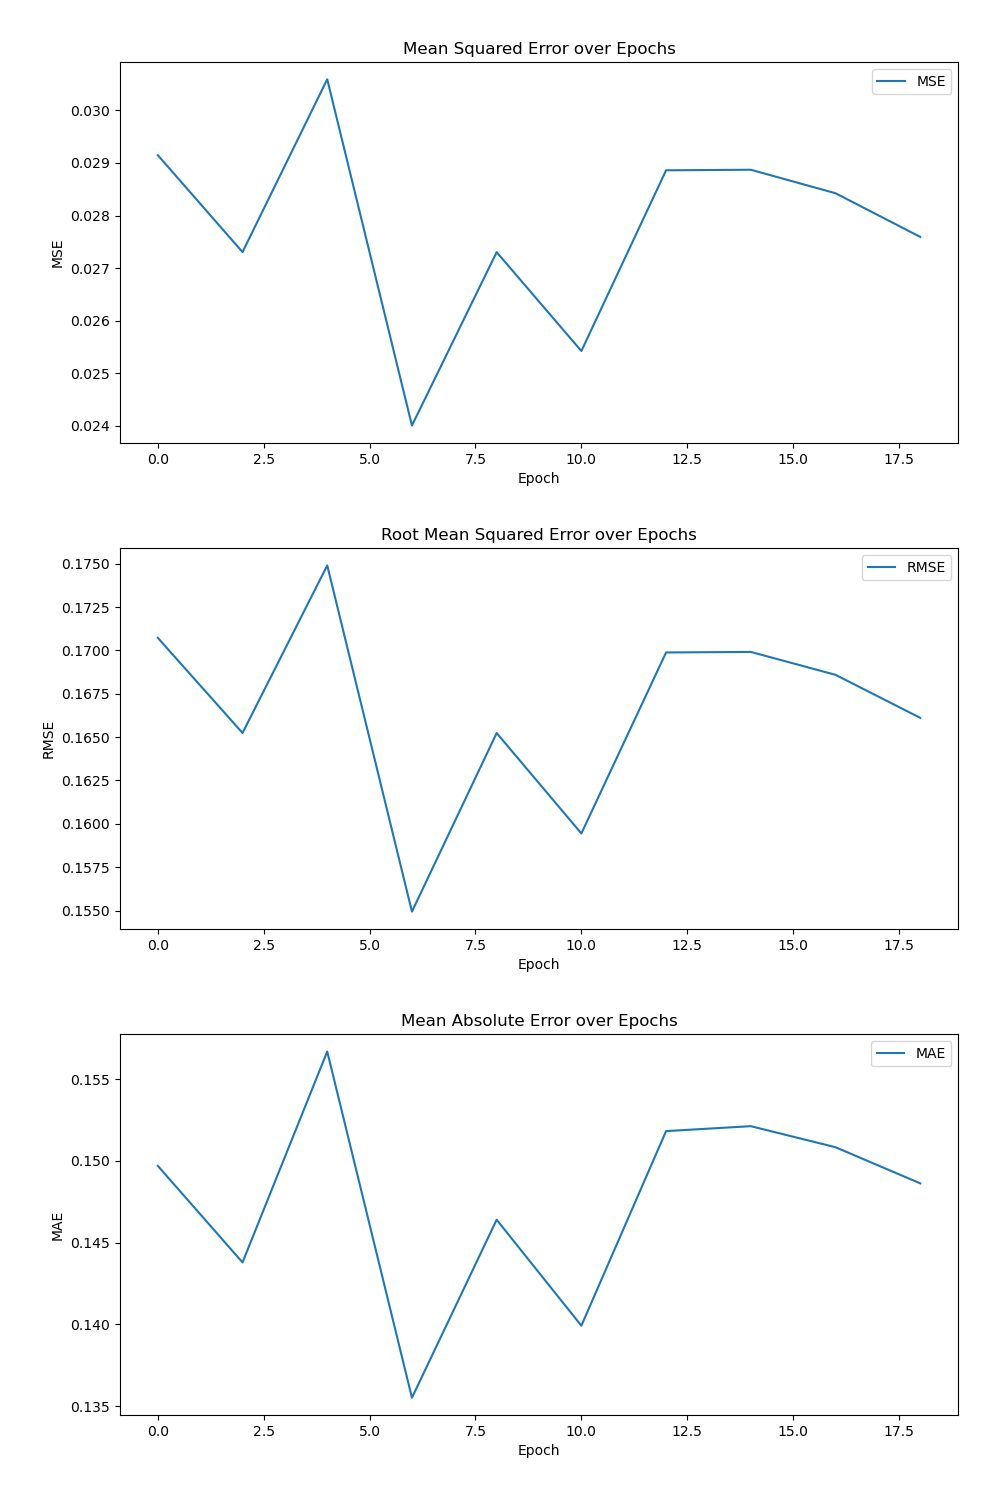 Mean Squared Error over Epochs
MSE
0.030
0.029
0.028
0.027
0.026
0.025
0.024
MSE
0.0 2.5 5.0 7.5 10.0 12.5 15.0 17.5
Epoch
Root Mean Squared Error over Epochs
RMSE
0.1750
0.1725
0.1700
0.1675
0.1650
0.1625
0.1600
0.1575
0.1550
RMSE
0.0 2.5 5.0 7.5 10.0 12.5 15.0 17.5
Epoch
Mean Absolute Error over Epochs
MAE
0.155
0.150
0.145
0.140
0.135
MAE
0.0 2.5 5.0 7.5 10.0 12.5 15.0 17.5
Epoch